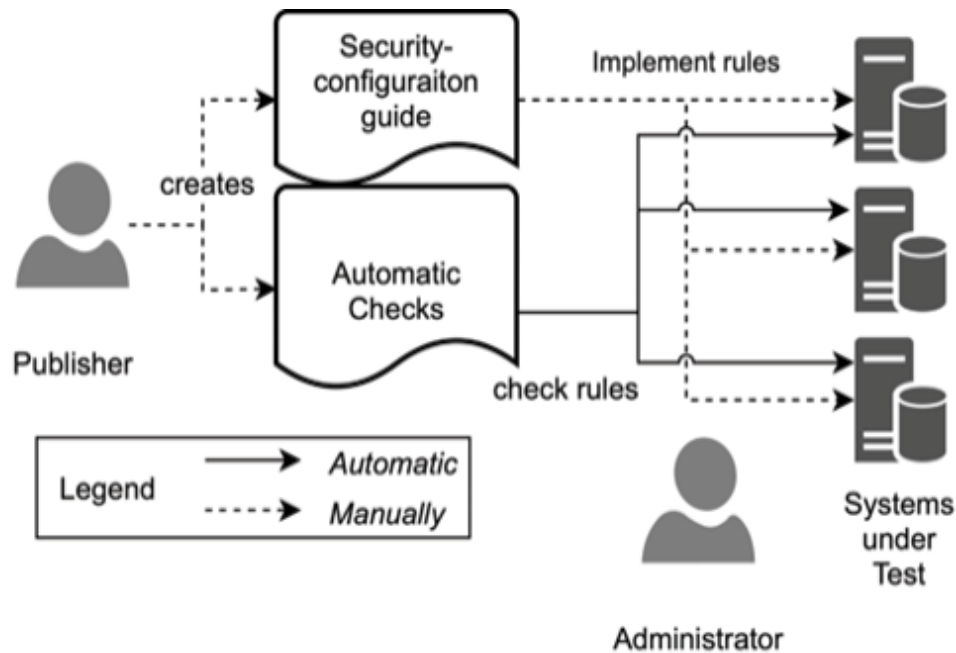 Security-
configuraiton
guide
Implement rules
creates
Automatic
Checks
Publisher
check rules
Legend
Automatic
Manually
Systems
under
Test
Administrator